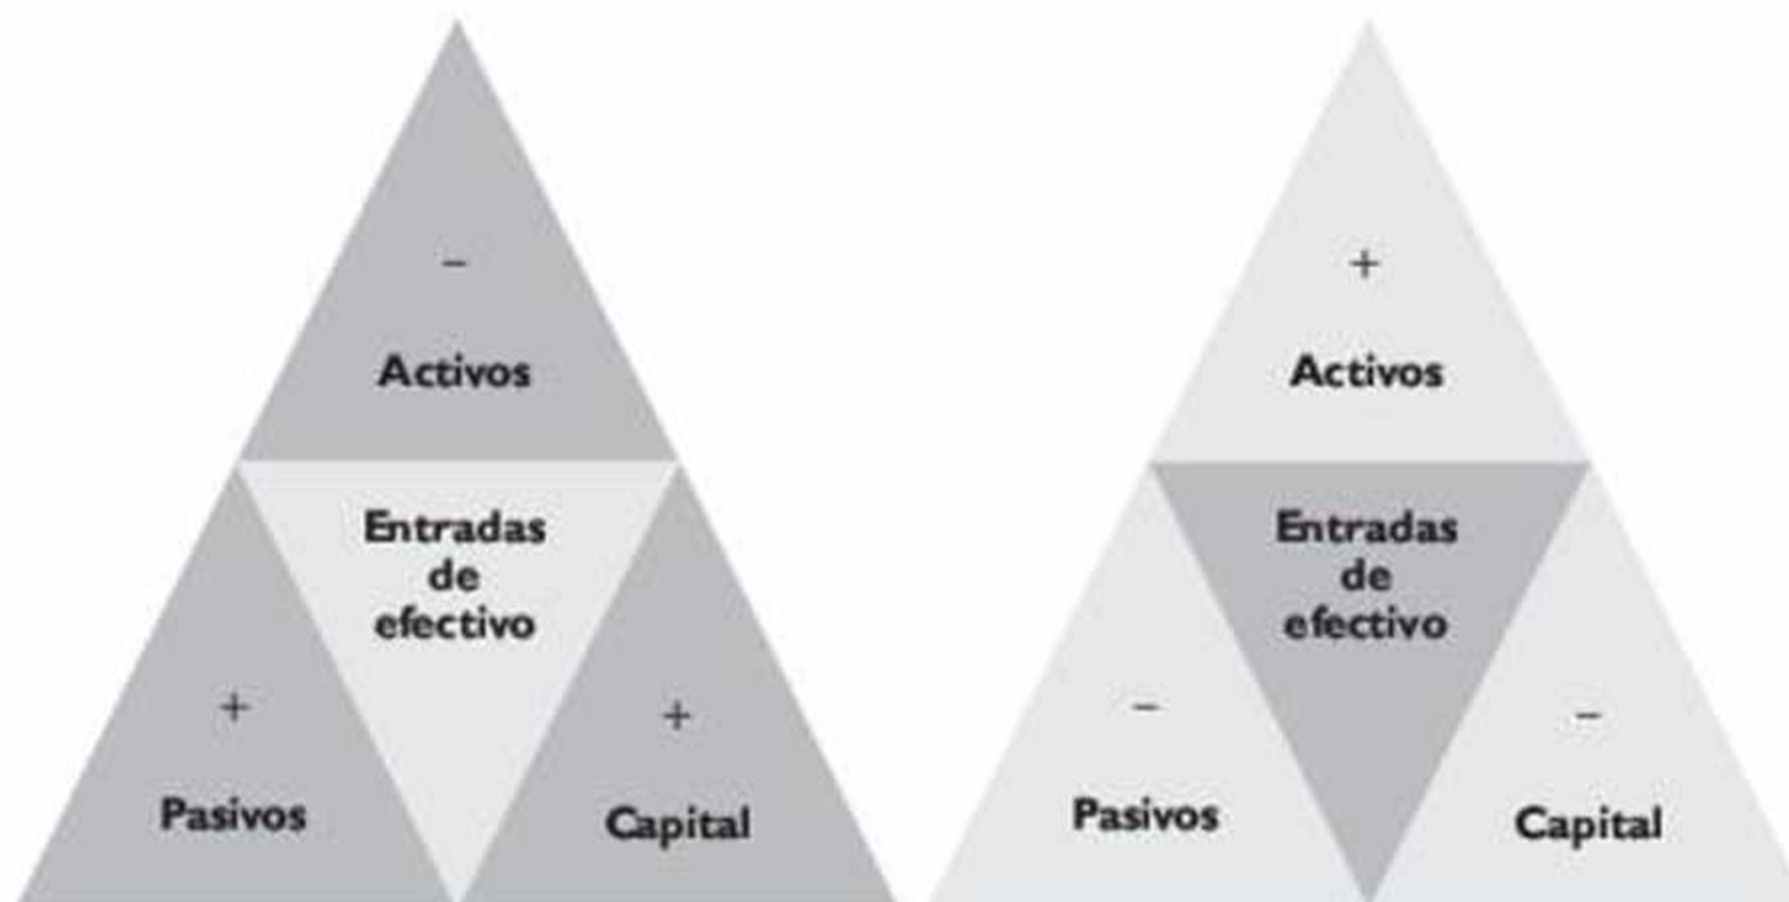 –
Activos
Entradas
de
efectivo
+
Pasivos
+
Capital
+
Activos
Entradas
de
efectivo
–
Pasivos
–
Capital